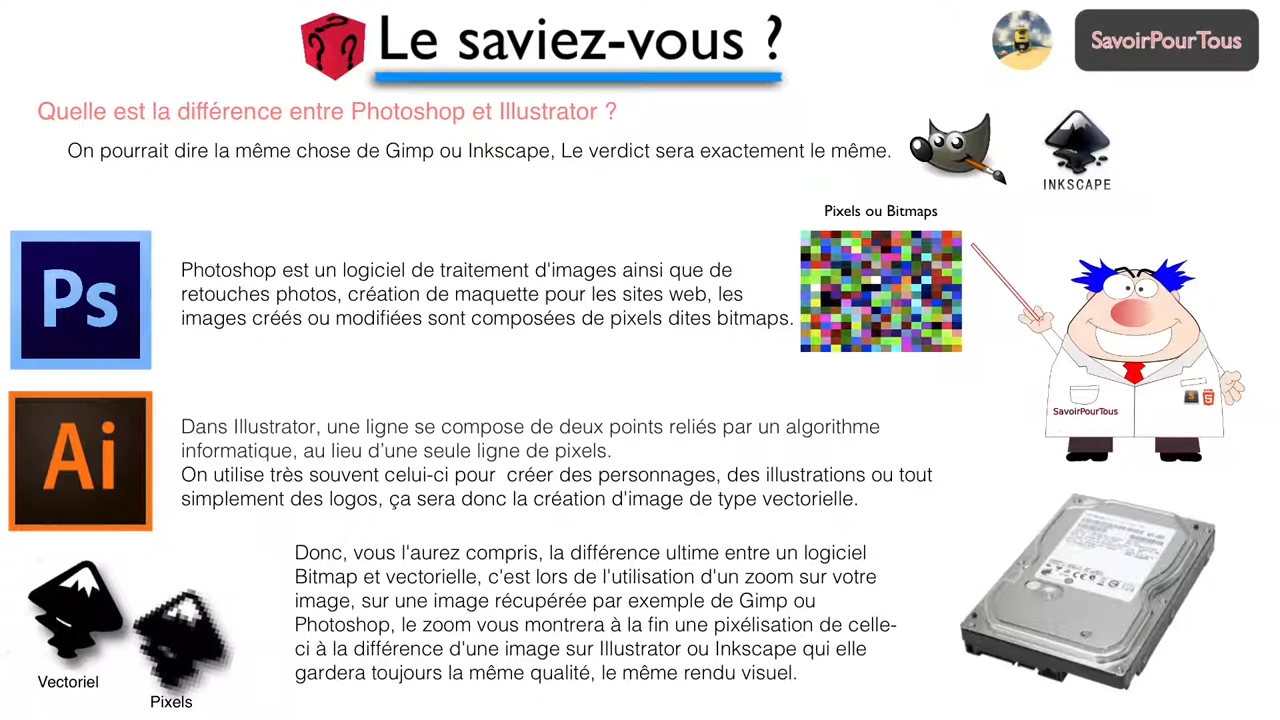 Le saviez-vous ?
SavoirPourTous
Quelle est la différence entre Photoshop et Illustrator ?
On pourrait dire la même chose de Gimp ou Inkscape, Le verdict sera exactement le même.
INKSCAPE
Pixels ou Bitmaps
Ps
Photoshop est un logiciel de traitement d'images ainsi que de
retouches photos, création de maquette pour les sites web, les
images créés ou modifiées sont composées de pixels dites bitmaps.
SavoirPourTous
Ai
Dans Illustrator, une ligne se compose de deux points reliés par un algorithme
informatique, au lieu d’une seule ligne de pixels.
On utilise très souvent celui-ci pour  créer des personnages, des illustrations ou tout
simplement des logos, ça sera donc la création d'image de type vectorielle.
Donc, vous l'aurez compris, la différence ultime entre un logiciel
Bitmap et vectorielle, c'est lors de l'utilisation d'un zoom sur votre
image, sur une image récupérée par exemple de Gimp ou
Photoshop, le zoom vous montrera à la fin une pixélisation de celle-
ci à la différence d'une image sur Illustrator ou Inkscape qui elle
gardera toujours la même qualité, le même rendu visuel.
Vectoriel
Pixels